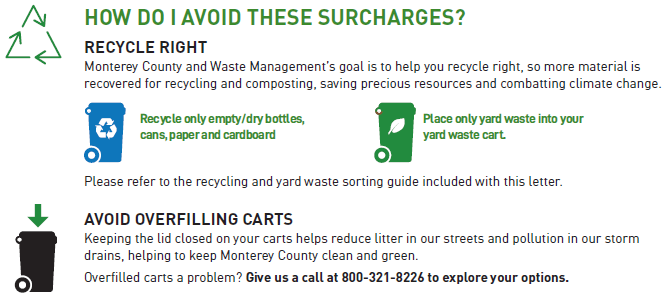 HOW DO I AVOID THESE SURCHARGES?
RECYCLE RIGHT
Monterey County and Waste Management's goal is to help you recycle right, so more material is
recovered for recycling and composting, saving precious resources and combatting climate change.
Recycle only empty/dry bottles,
cans, paper and cardboard
Place only yard waste into your
yard waste cart.
Please refer to the recycling and yard waste sorting guide included with this letter.
AVOID OVERFILLING CARTS
Keeping the lid closed on your carts helps reduce litter in our streets and pollution in our storm
drains, helping to keep Monterey County clean and green.
Overfilled carts a problem? Give us a call at 800-321-8226 to explore your options.